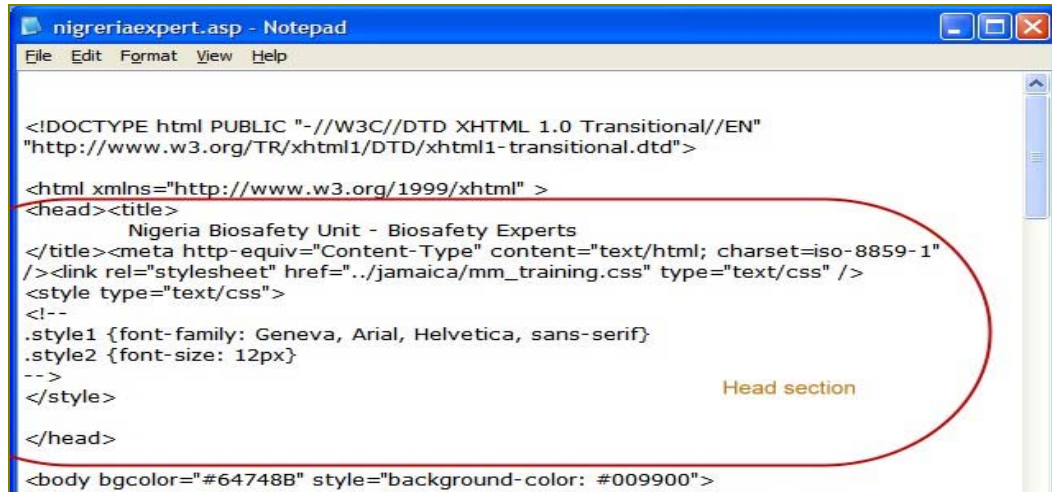 nigreriaexpert.asp - Notepad
File Edit Format View Help
<!DOCTYPE html PUBLIC "-//W3C//DTD XHTML 1.0 Transitional//EN"
"http://www.w3.org/TR/xhtml1/DTD/xhtml1-transitional.dtd">
<html xmlns="http://www.w3.org/1999/xhtml" >
<head><title>
Nigeria Biosafety Unit - Biosafety Experts
</title><meta http-equiv="Content-Type" content="text/html; charset=iso-8859-1"
/><link rel="stylesheet" href="../jamaica/mm_training.css" type="text/css" />
<style type="text/css">
<!--
.style1 {font-family: Geneva, Arial, Helvetica, sans-serif}
.style2 {font-size: 12px}
-->
</style>
Head section
</head>
<body bgcolor="#64748B" style="background-color: #009900">